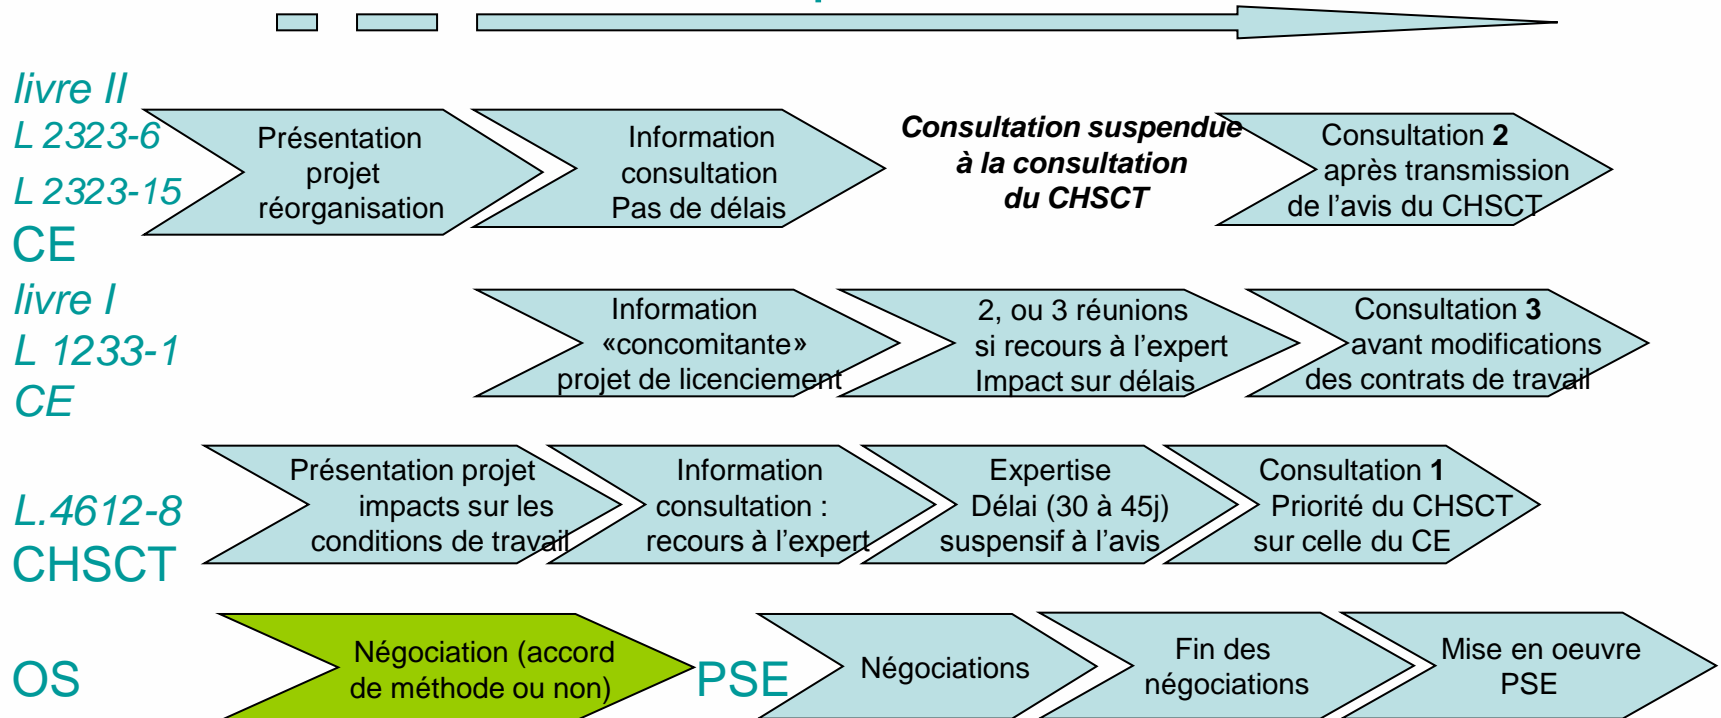 livre II
L 2323-6
L 2323-15
CE
Présentation
projet
réorganisation
Information
consultation
Pas de délais
Consultation suspendue
à la consultation
du CHSCT
Consultation 2
après transmission
de l’avis du CHSCT
livre I
L 1233-1
CE
Information
«concomitante»
projet de licenciement
2, ou 3 réunions
si recours à l’expert
Impact sur délais
Consultation 3
avant modifications
des contrats de travail
L.4612-8
CHSCT
Présentation projet
impacts sur les
conditions de travail
Information
consultation :
recours à l’expert
Expertise
Délai (30 à 45j)
suspensif à l’avis
Consultation 1
Priorité du CHSCT
sur celle du CE
OS
Négociation (accord
de méthode ou non)
PSE
Négociations
Fin des
négociations
Mise en oeuvre
PSE